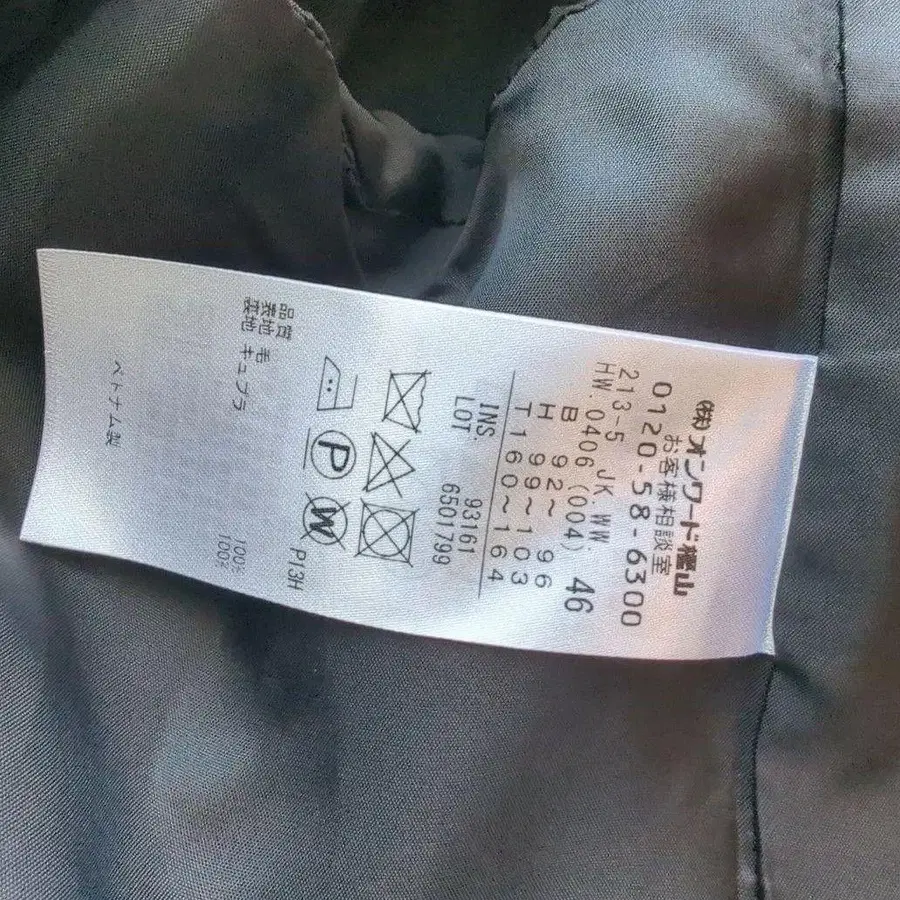 (株)オンワード樫山
お客様相談室
0120-58-6300
213-5 JK.WW. 46
HW.0406(004)
B 92～ 96
H 99～103
T 160～164
INS. 93161
LOT 6501799
P W
P13H
品質
表地 毛 100%
裏地 キュプラ 100%
ベトナム製